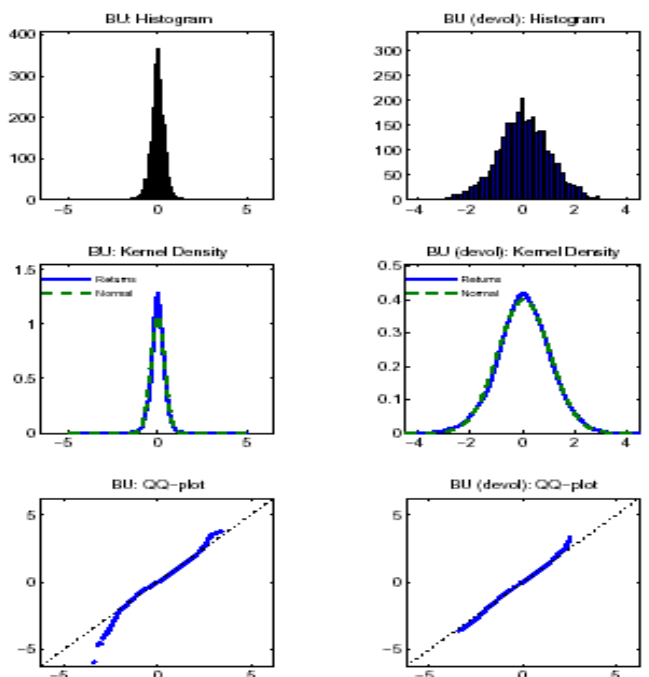 BU: Histogram
400
300
200
100
0
−5 0 5
BU (devol): Histogram
300
250
200
150
100
50
0
−4 −2 0 2 4
BU: Kernel Density
1.5
1
0.5
0
−5 0 5
Returns
Normal
BU (devol): Kernel Density
0.5
0.4
0.3
0.2
0.1
0
−4 −2 0 2 4
Returns
Normal
BU: QQ−plot
5
0
−5
−5 0 5
BU (devol): QQ−plot
5
0
−5
−5 0 5